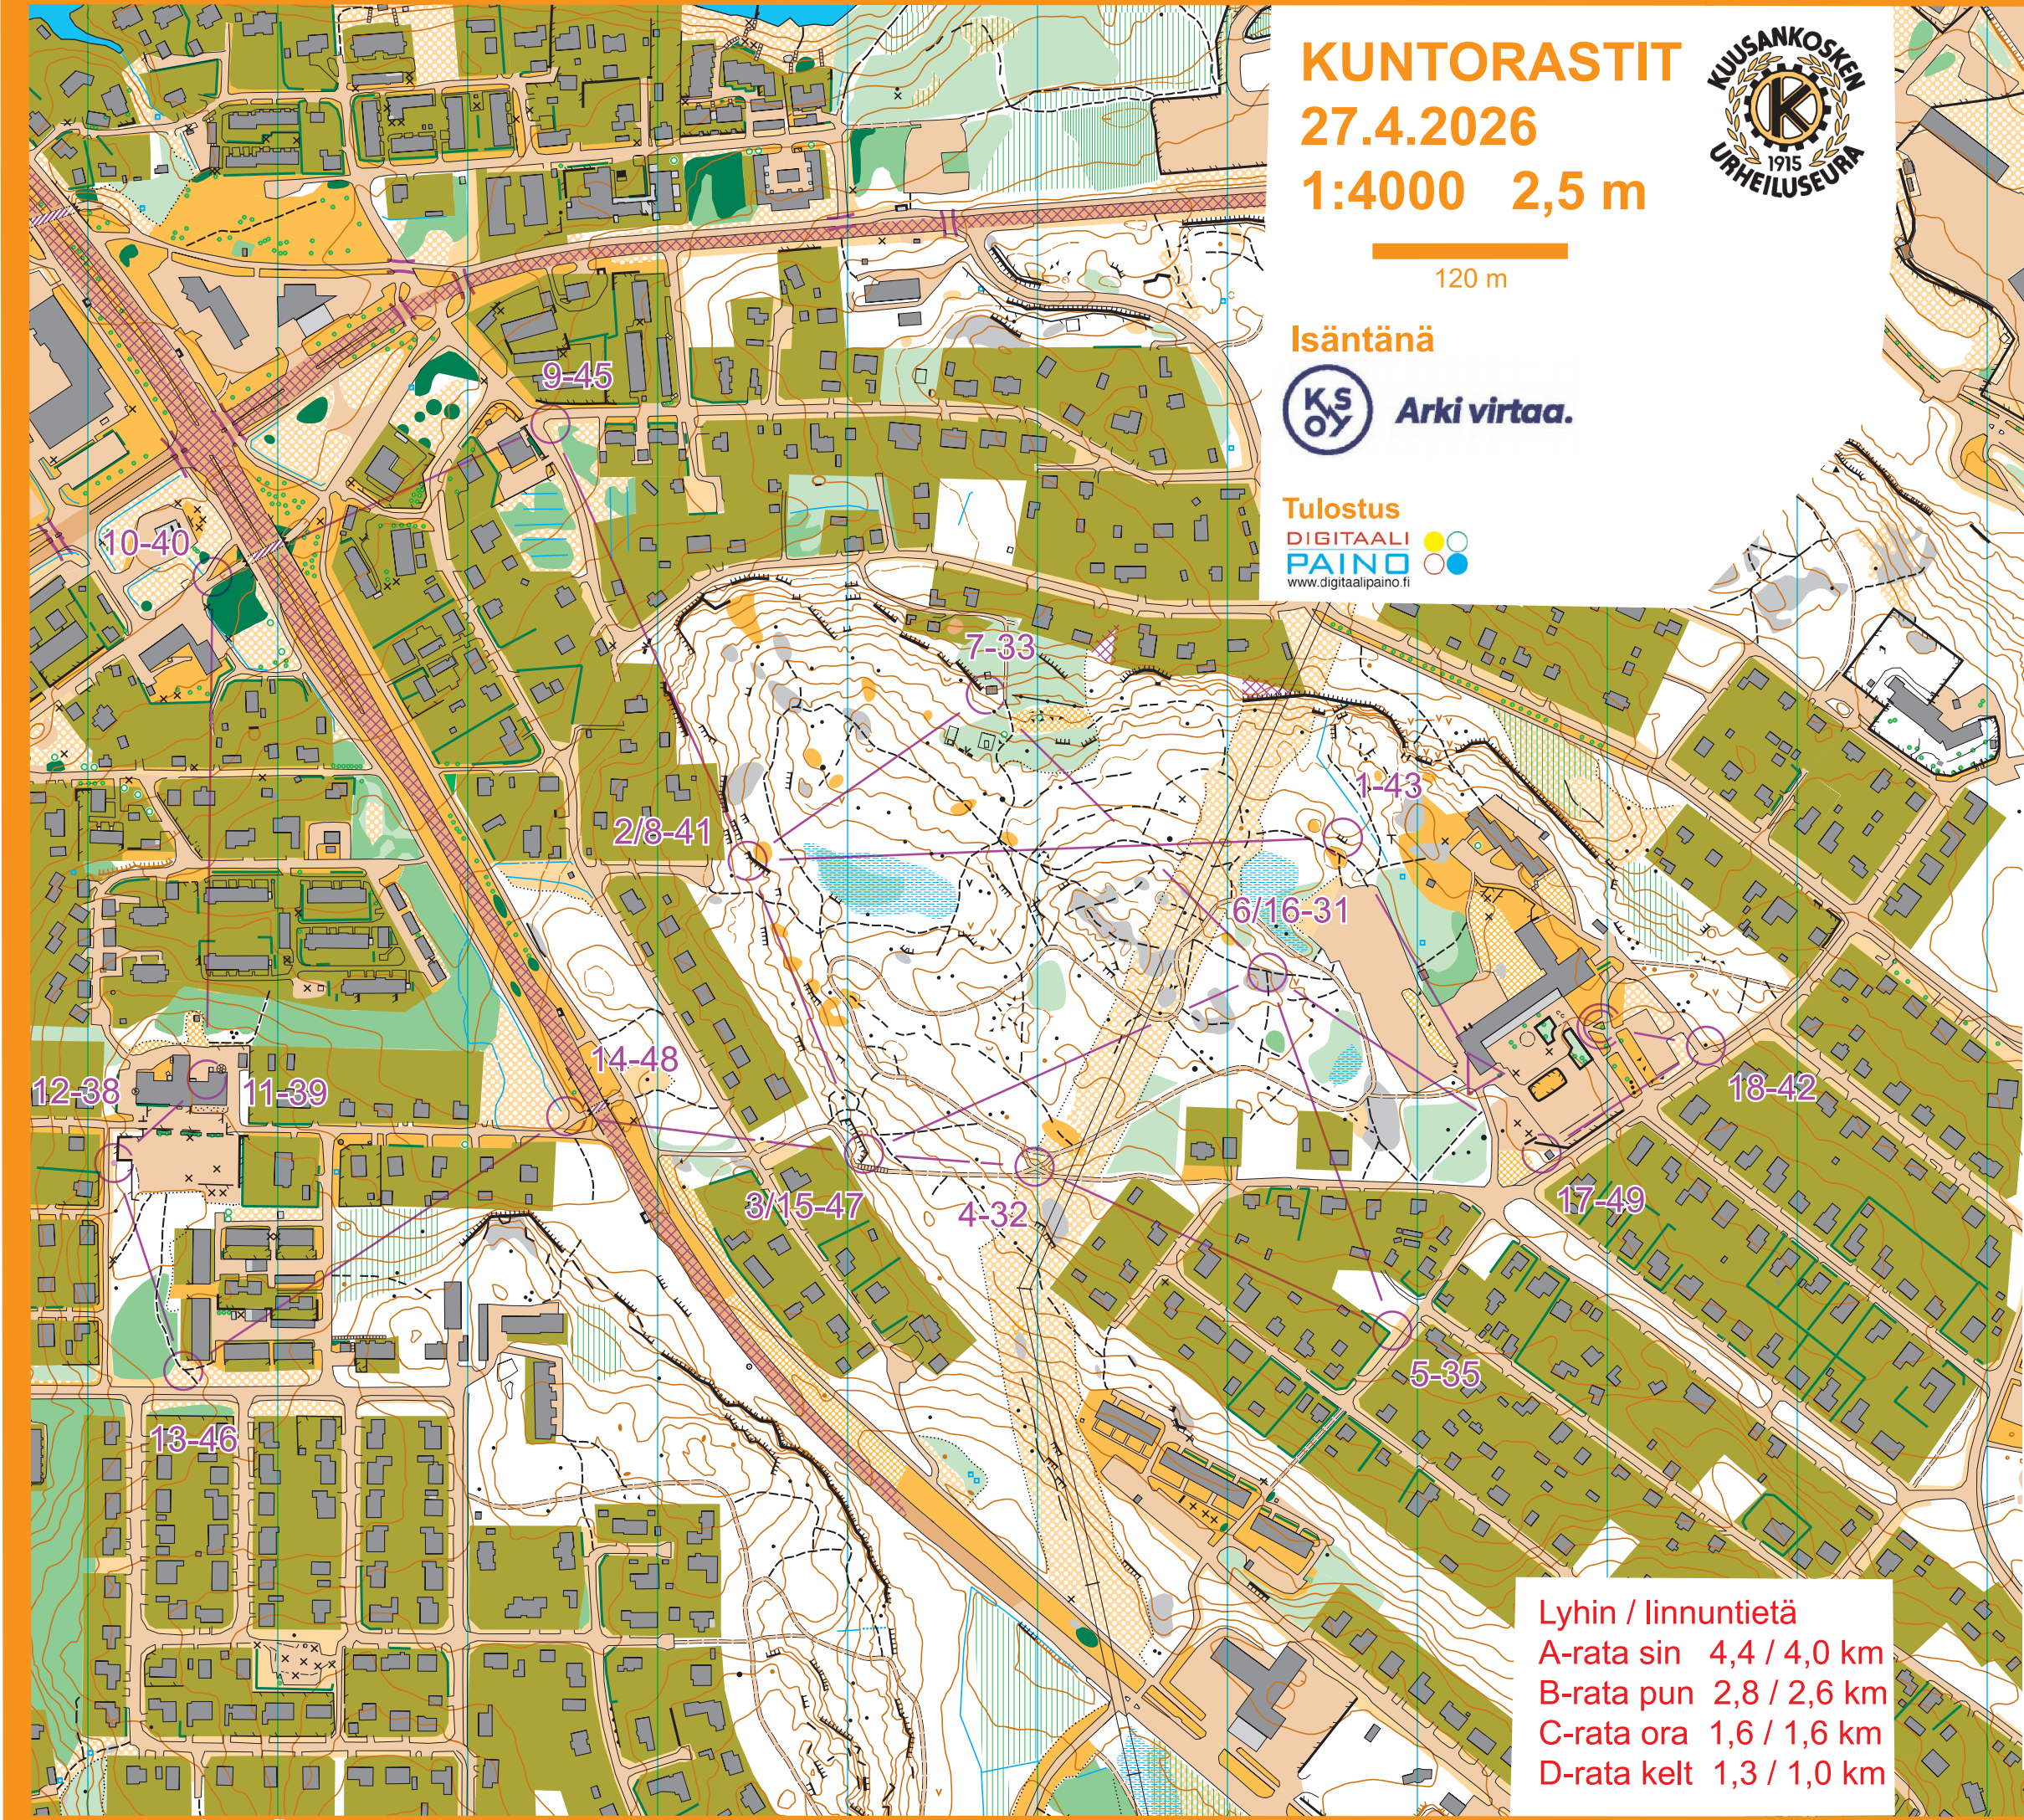 KUNTORASTIT
27.4.2026
1:4000 2,5 m
120 m
KUUSANKOSKEN
K
1915
URHEILUSEURA
Isäntänä
KS OY
Arki virtaa.
Tulostus
DIGITAALI
PAINO
www.digitaalipaino.fi
9-45
10-40
7-33
1-43
2/8-41
6/16-31
14-48
12-38
11-39
18-42
3/15-47
4-32
17-49
5-35
13-46
Lyhin / linnuntietä
A-rata sin 4,4 / 4,0 km
B-rata pun 2,8 / 2,6 km
C-rata ora 1,6 / 1,6 km
D-rata kelt 1,3 / 1,0 km